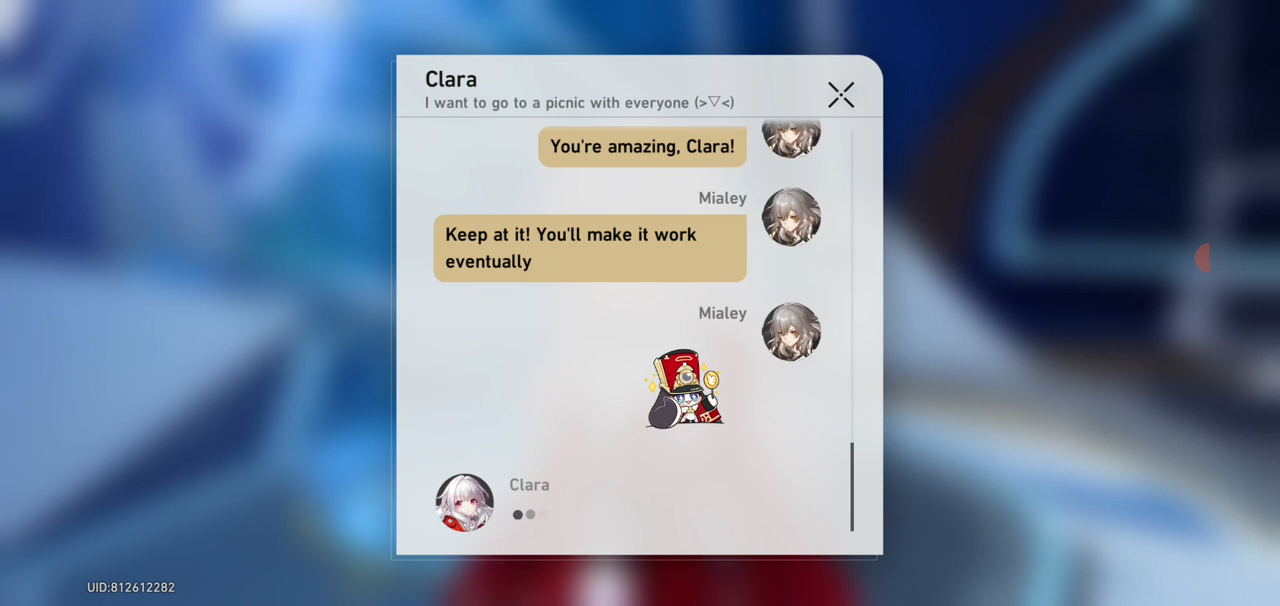 Clara
I want to go to a picnic with everyone (>▽<)
You're amazing, Clara!
Mialey
Keep at it! You'll make it work
eventually
Mialey
Clara
UID:812612282